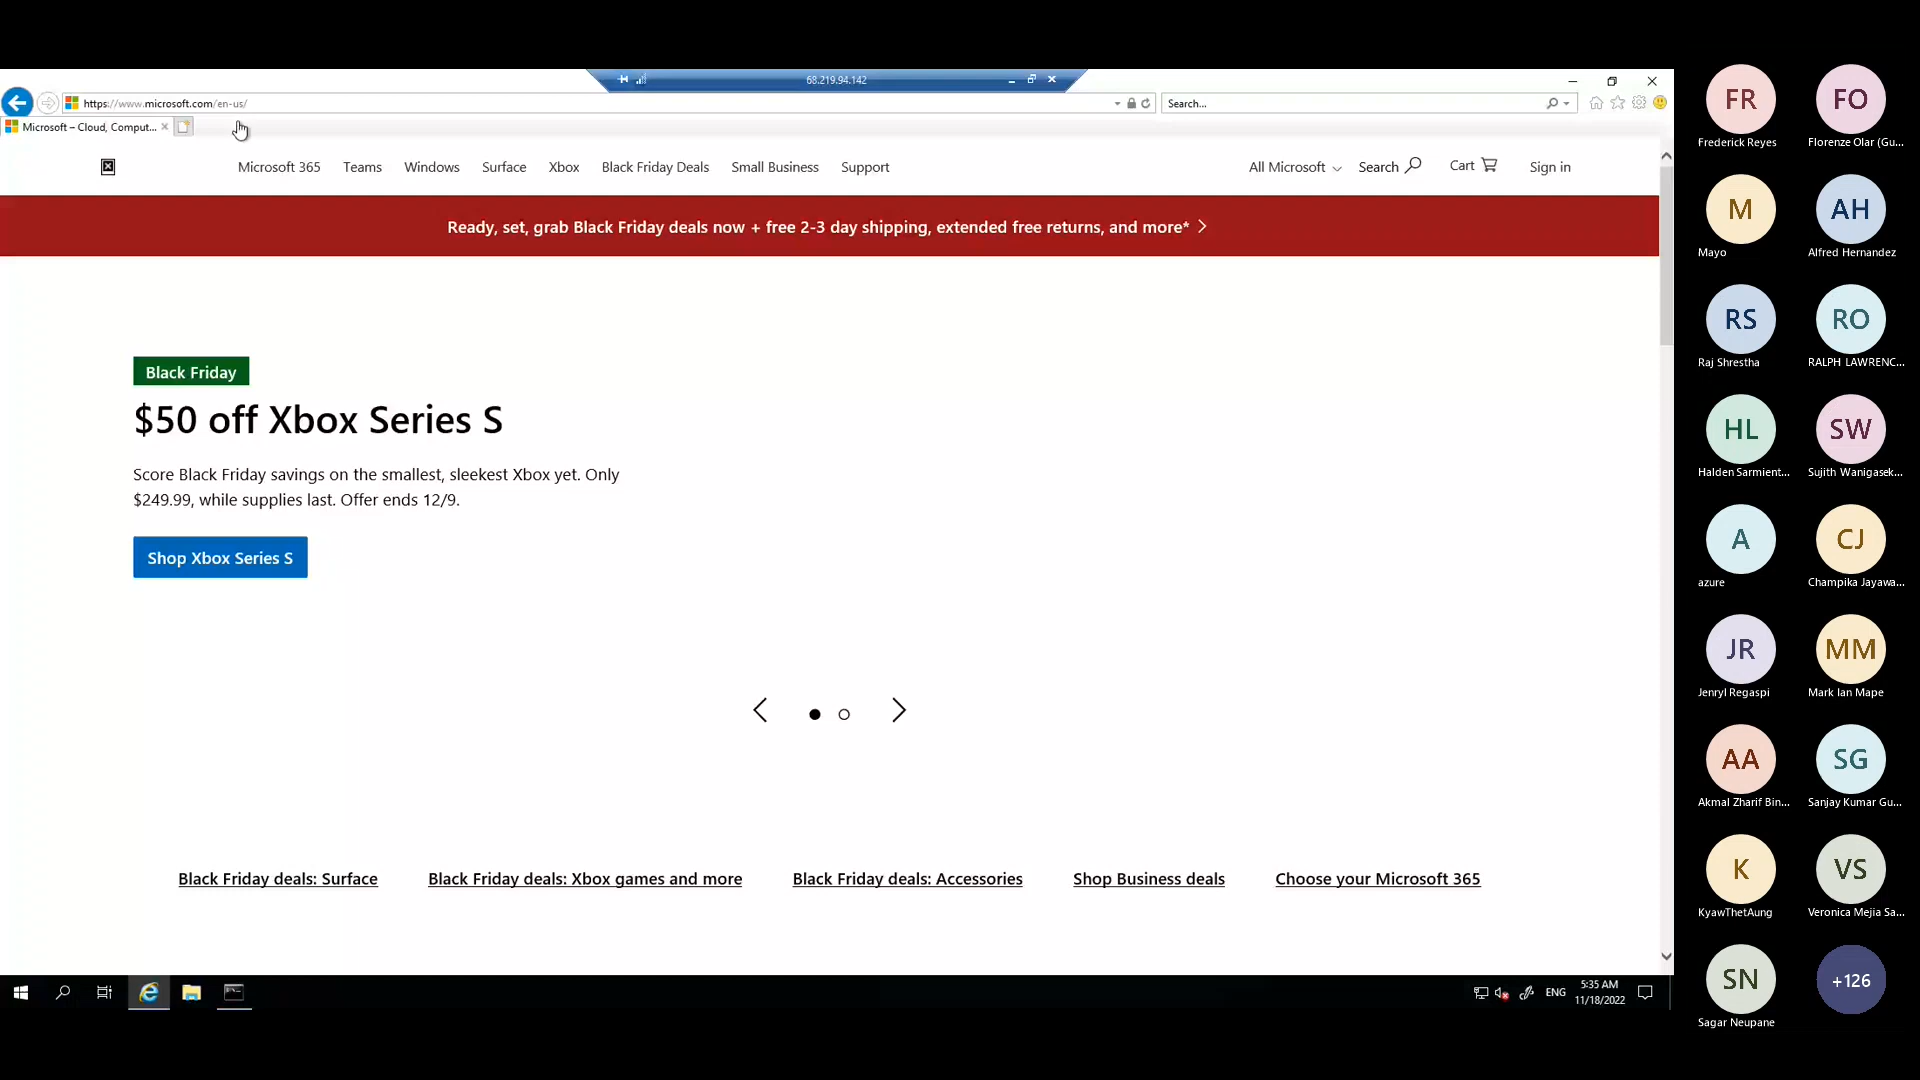 68.219.94.142
https://www.microsoft.com/en-us/
Search...
Microsoft – Cloud, Comput...
Microsoft 365 Teams Windows Surface Xbox Black Friday Deals Small Business Support
All Microsoft Search Cart Sign in
Ready, set, grab Black Friday deals now + free 2-3 day shipping, extended free returns, and more*
Black Friday
$50 off Xbox Series S
Score Black Friday savings on the smallest, sleekest Xbox yet. Only
$249.99, while supplies last. Offer ends 12/9.
Shop Xbox Series S
Black Friday deals: Surface
Black Friday deals: Xbox games and more
Black Friday deals: Accessories
Shop Business deals
Choose your Microsoft 365
ENG
5:35 AM
11/18/2022
FR
Frederick Reyes
FO
Florenze Olar (Gu...
M
Mayo
AH
Alfred Hernandez
RS
Raj Shrestha
RO
RALPH LAWRENC...
HL
Halden Sarmient...
SW
Sujith Wanigasek...
A
azure
CJ
Champika Jayawa...
JR
Jenryl Regaspi
MM
Mark Ian Mape
AA
Akmal Zharif Bin...
SG
Sanjay Kumar Gu...
K
KyawThetAung
VS
Veronica Mejia Sa...
SN
Sagar Neupane
+126